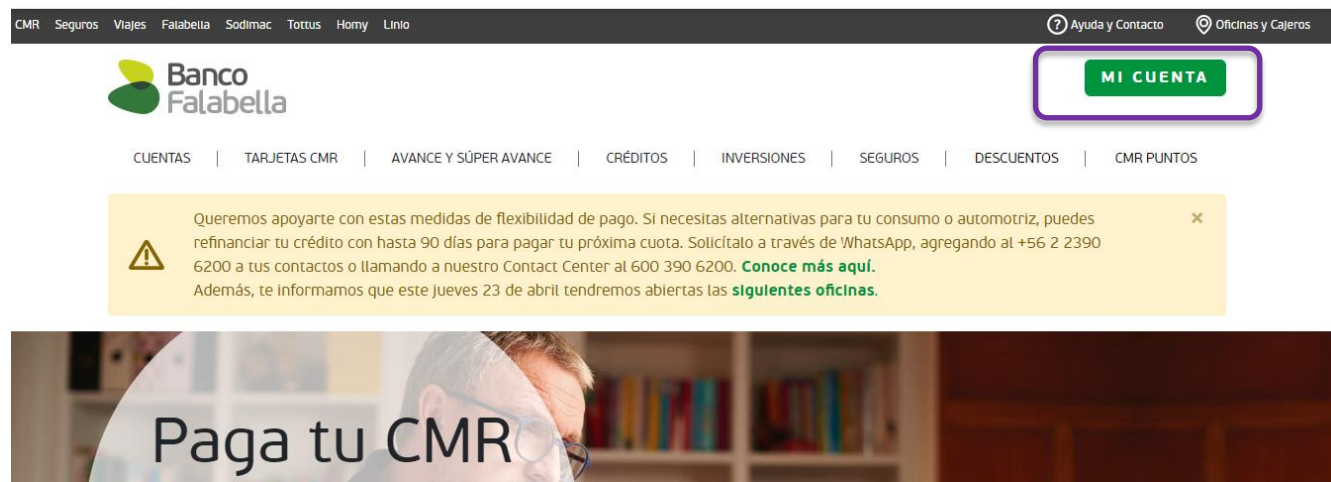 CMR Seguros Viajes Falabella Sodimac Tottus Homy Linio Ayuda y Contacto Oficinas y Cajeros
Banco
Falabella
MI CUENTA
CUENTAS | TARJETAS CMR | AVANCE Y SÚPER AVANCE | CRÉDITOS | INVERSIONES | SEGUROS | DESCUENTOS | CMR PUNTOS
Queremos apoyarte con estas medidas de flexibilidad de pago. Si necesitas alternativas para tu consumo o automotriz, puedes
refinanciar tu crédito con hasta 90 días para pagar tu próxima cuota. Solicítalo a través de WhatsApp, agregando al +56 2 2390
6200 a tus contactos o llamando a nuestro Contact Center al 600 390 6200. Conoce más aquí.
Además, te informamos que este jueves 23 de abril tendremos abiertas las siguientes oficinas.
Paga tu CMR